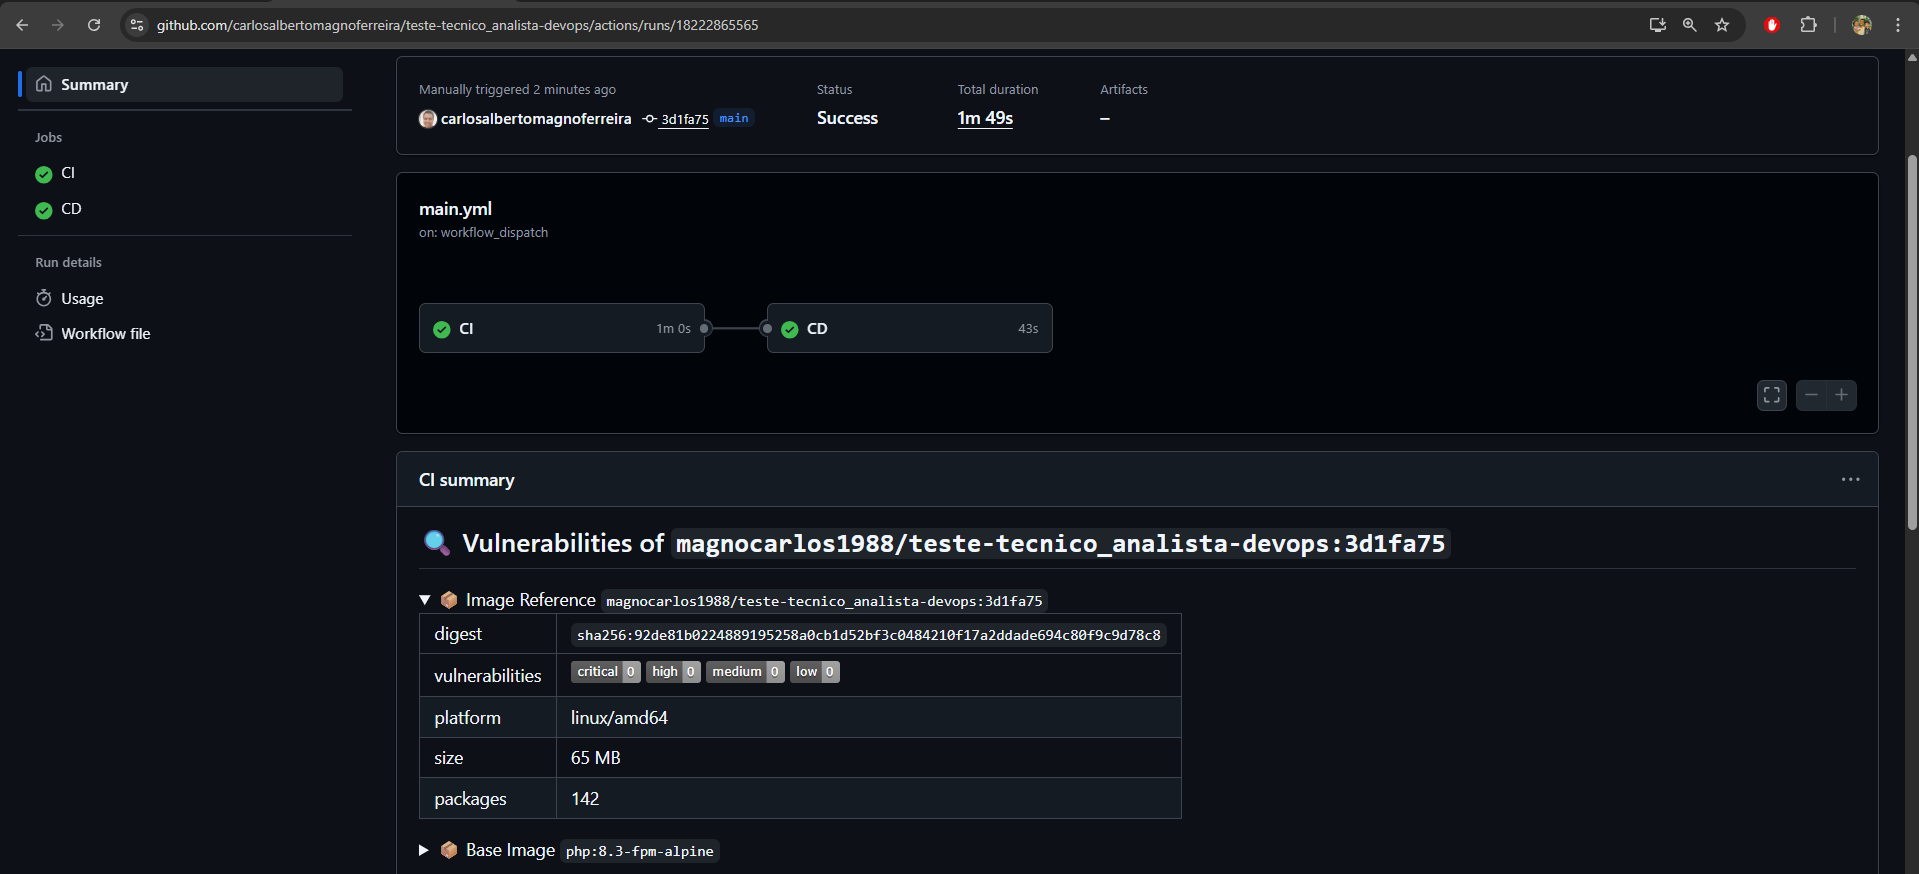 github.com/carlosalbertomagnoferreira/teste-tecnico_analista-devops/actions/runs/18222865565
Summary
Jobs
CI
CD
Run details
Usage
Workflow file
Manually triggered 2 minutes ago
carlosalbertomagnoferreira 3d1fa75 main
Status
Success
Total duration
1m 49s
Artifacts
–
main.yml
on: workflow_dispatch
CI 1m 0s
CD 43s
CI summary
Vulnerabilities of magnocarlos1988/teste-tecnico_analista-devops:3d1fa75
Image Reference magnocarlos1988/teste-tecnico_analista-devops:3d1fa75
digest sha256:92de81b0224889195258a0cb1d52bf3c0484210f17a2ddade694c80f9c9d78c8
vulnerabilities critical 0 high 0 medium 0 low 0
platform linux/amd64
size 65 MB
packages 142
Base Image php:8.3-fpm-alpine